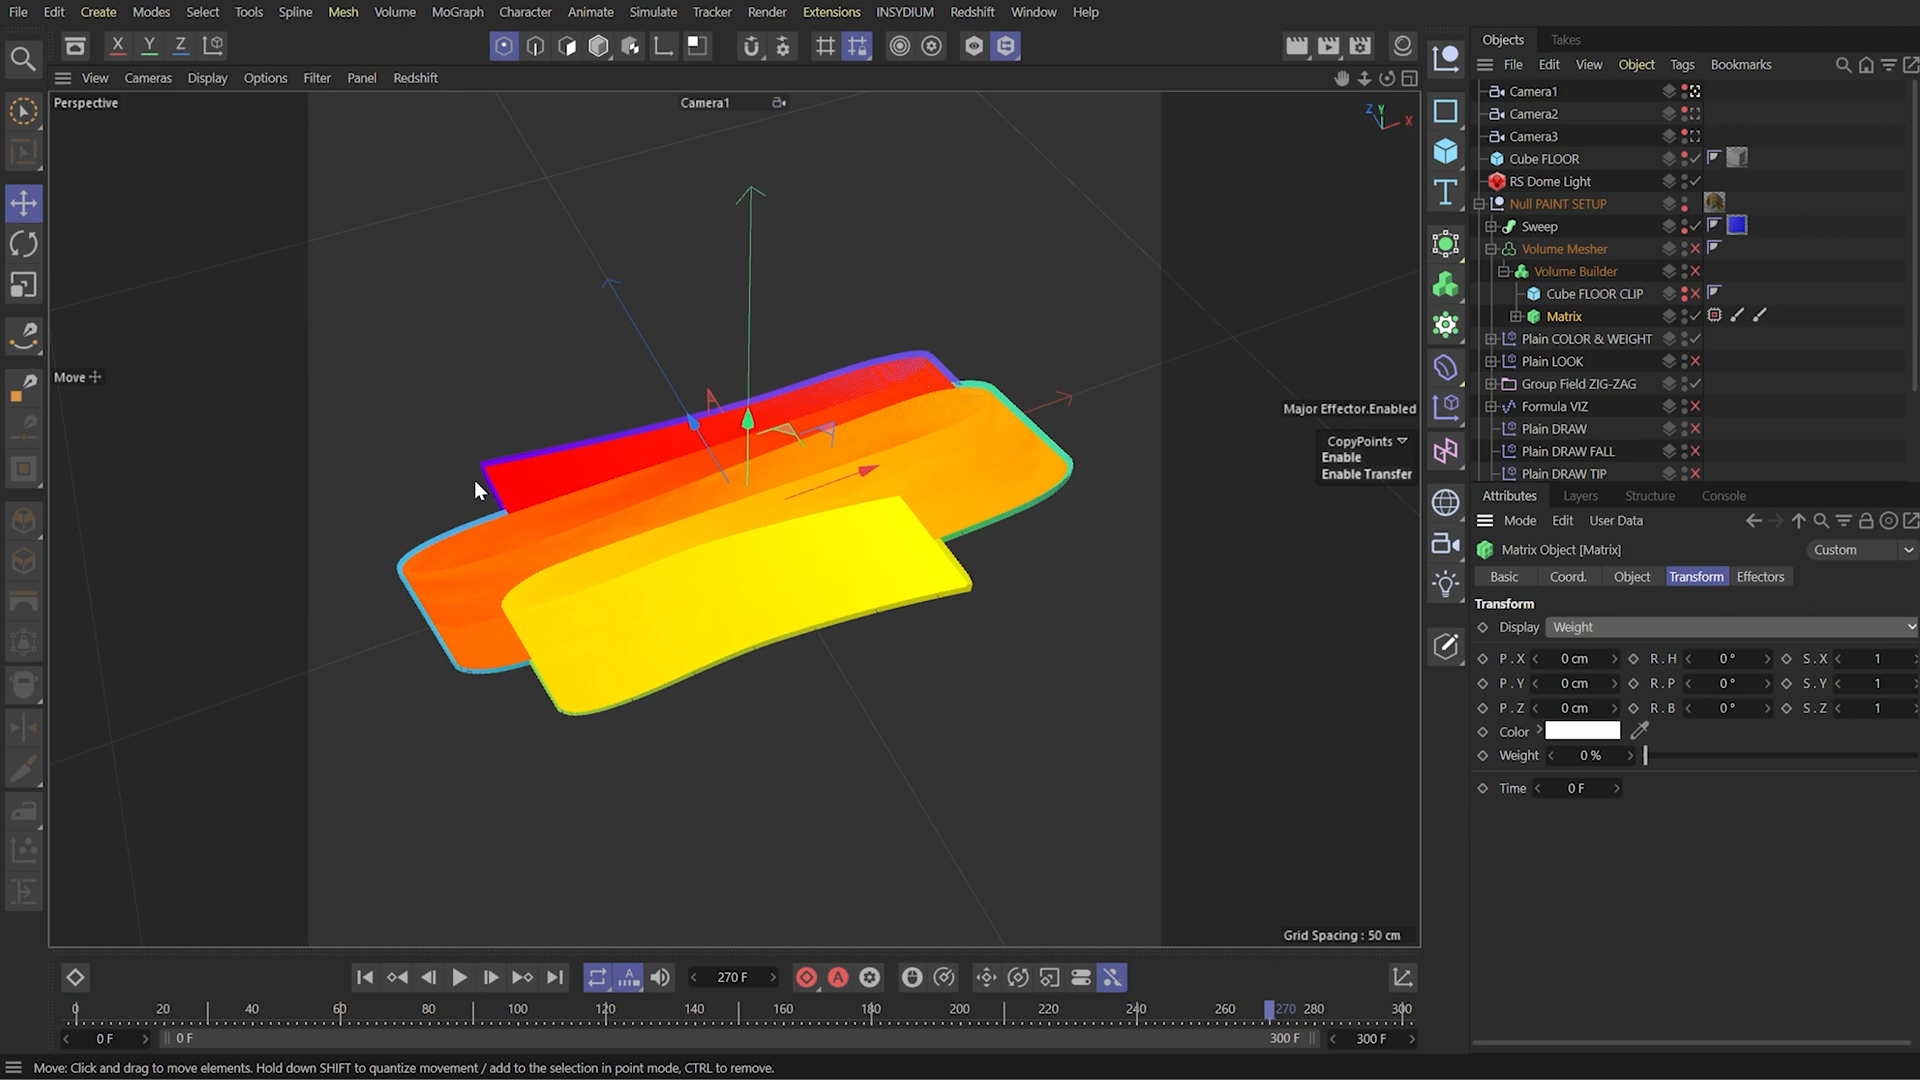 File Edit Create Modes Select Tools Spline Mesh Volume MoGraph Character Animate Simulate Tracker Render Extensions INSYDIUM Redshift Window Help
X Y Z
View Cameras Display Options Filter Panel Redshift
Perspective
Camera1
Z Y X
Move
Major Effector.Enabled
CopyPoints
Enable
Enable Transfer
Grid Spacing : 50 cm
Objects Takes
File Edit View Object Tags Bookmarks
Camera1
Camera2
Camera3
Cube FLOOR
RS Dome Light
Null PAINT SETUP
Sweep
Volume Mesher
Volume Builder
Cube FLOOR CLIP
Matrix
Plain COLOR & WEIGHT
Plain LOOK
Group Field ZIG-ZAG
Formula VIZ
Plain DRAW
Plain DRAW FALL
Plain DRAW TIP
Attributes Layers Structure Console
Mode Edit User Data
Matrix Object [Matrix] Custom
Basic Coord. Object Transform Effectors
Transform
Display Weight
P . X 0 cm R . H 0 ° S . X 1
P . Y 0 cm R . P 0 ° S . Y 1
P . Z 0 cm R . B 0 ° S . Z 1
Color
Weight 0 %
Time 0 F
270 F
0 20 40 60 80 100 120 140 160 180 200 220 240 260 270 280 300
0 F 0 F 300 F 300 F
Move: Click and drag to move elements. Hold down SHIFT to quantize movement / add to the selection in point mode, CTRL to remove.